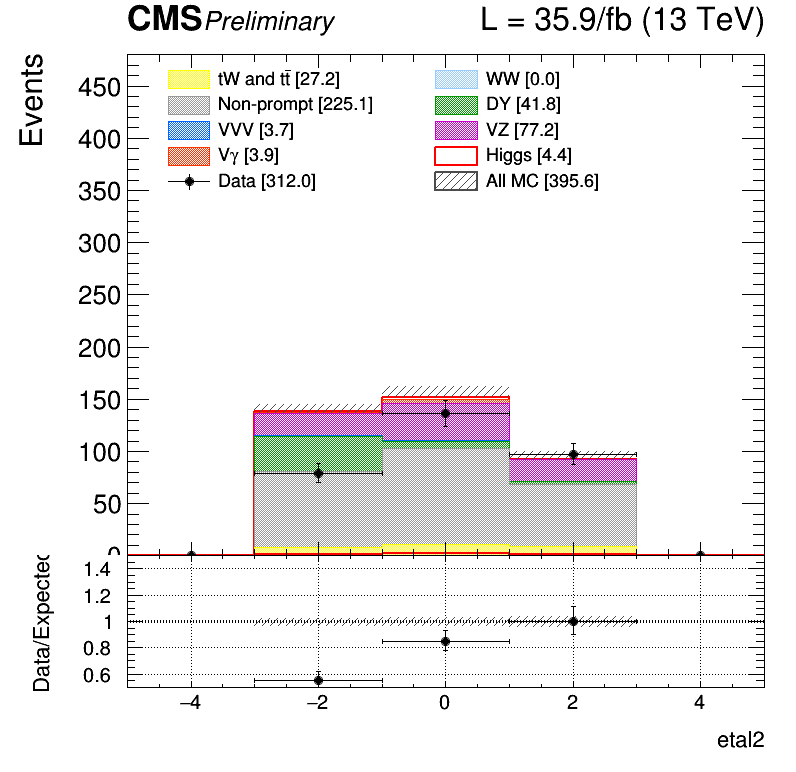 CMS Preliminary L = 35.9/fb (13 TeV)
Events
450
400
350
300
250
200
150
100
50
0
tW and tt̄ [27.2] WW [0.0]
Non-prompt [225.1] DY [41.8]
VVV [3.7] VZ [77.2]
Vγ [3.9] Higgs [4.4]
Data [312.0] All MC [395.6]
Data/Expected
1.4
1.2
1
0.8
0.6
−4 −2 0 2 4
etal2